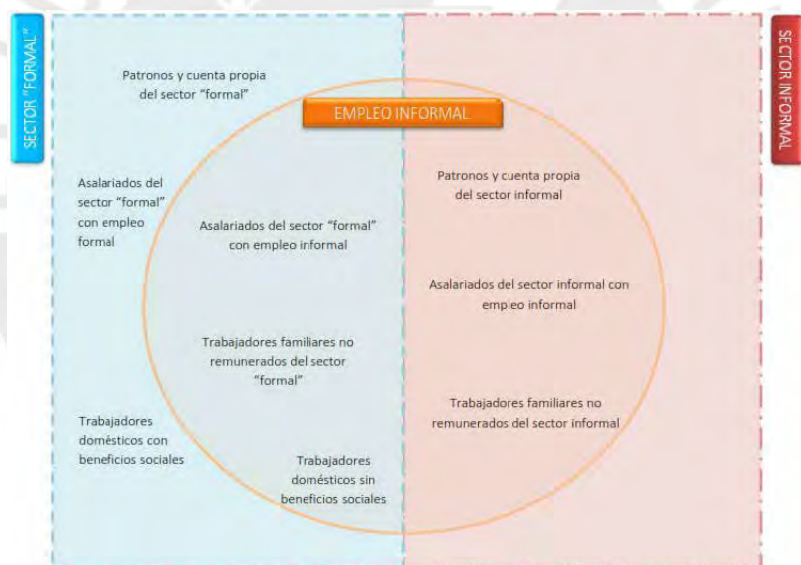 SECTOR "FORMAL"
SECTOR INFORMAL
Patronos y cuenta propia
del sector "formal"
EMPLEO INFORMAL
Asalariados del
sector "formal"
con empleo
formal
Asalariados del sector "formal"
con empleo informal
Patronos y cuenta propia
del sector informal
Asalariados del sector informal con
empleo informal
Trabajadores familiares no
remunerados del sector
"formal"
Trabajadores familiares no
remunerados del sector informal
Trabajadores
domésticos con
beneficios sociales
Trabajadores
domésticos sin
beneficios sociales